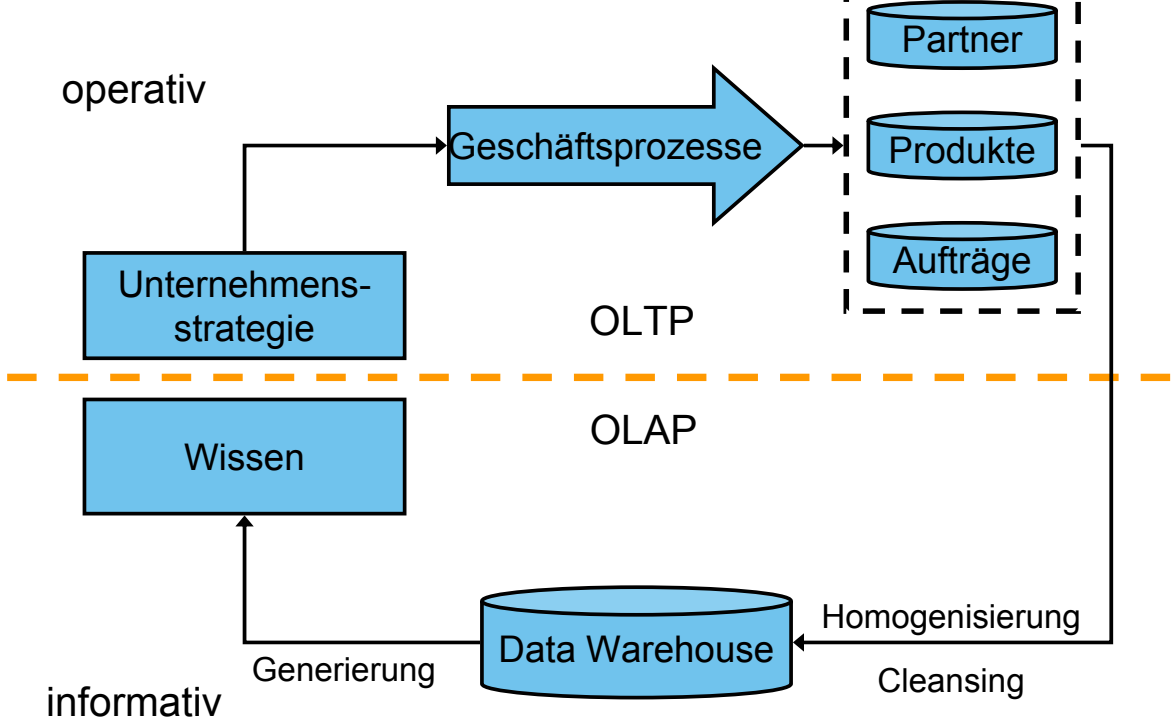 Partner
operativ
Geschäftsprozesse
Produkte
Aufträge
Unternehmens-
strategie
OLTP
OLAP
Wissen
Homogenisierung
Data Warehouse
Generierung
Cleansing
informativ